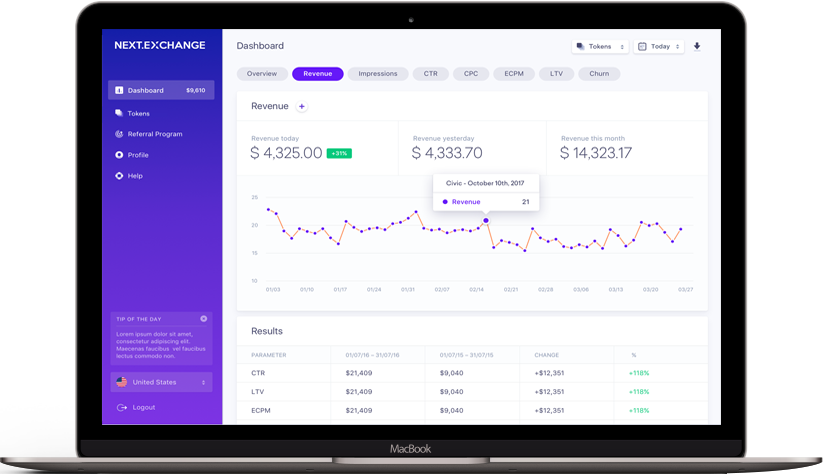 NEXT.EXCHANGE
Dashboard $9,610
Tokens
Referral Program
Profile
Help
TIP OF THE DAY
Lorem ipsum dolor sit amet,
consectetur adipiscing elit.
Maecenas faucibus vel faucibus
lectus commodo non.
United States
Logout
Dashboard
Tokens
Today
Overview Revenue Impressions CTR CPC ECPM LTV Churn
Revenue +
Revenue today Revenue yesterday Revenue this month
$ 4,325.00 +31% $ 4,333.70 $ 14,323.17
Civic - October 10th, 2017
Revenue 21
25
20
15
10
01/03 01/10 01/17 01/24 01/31 02/07 02/14 02/21 02/28 03/06 03/13 03/20 03/27
Results
PARAMETER 01/07/16 – 31/07/16 01/07/15 – 31/07/15 CHANGE %
CTR $21,409 $9,040 +$12,351 +118%
LTV $21,409 $9,040 +$12,351 +118%
ECPM $21,409 $9,040 +$12,351 +118%
MacBook